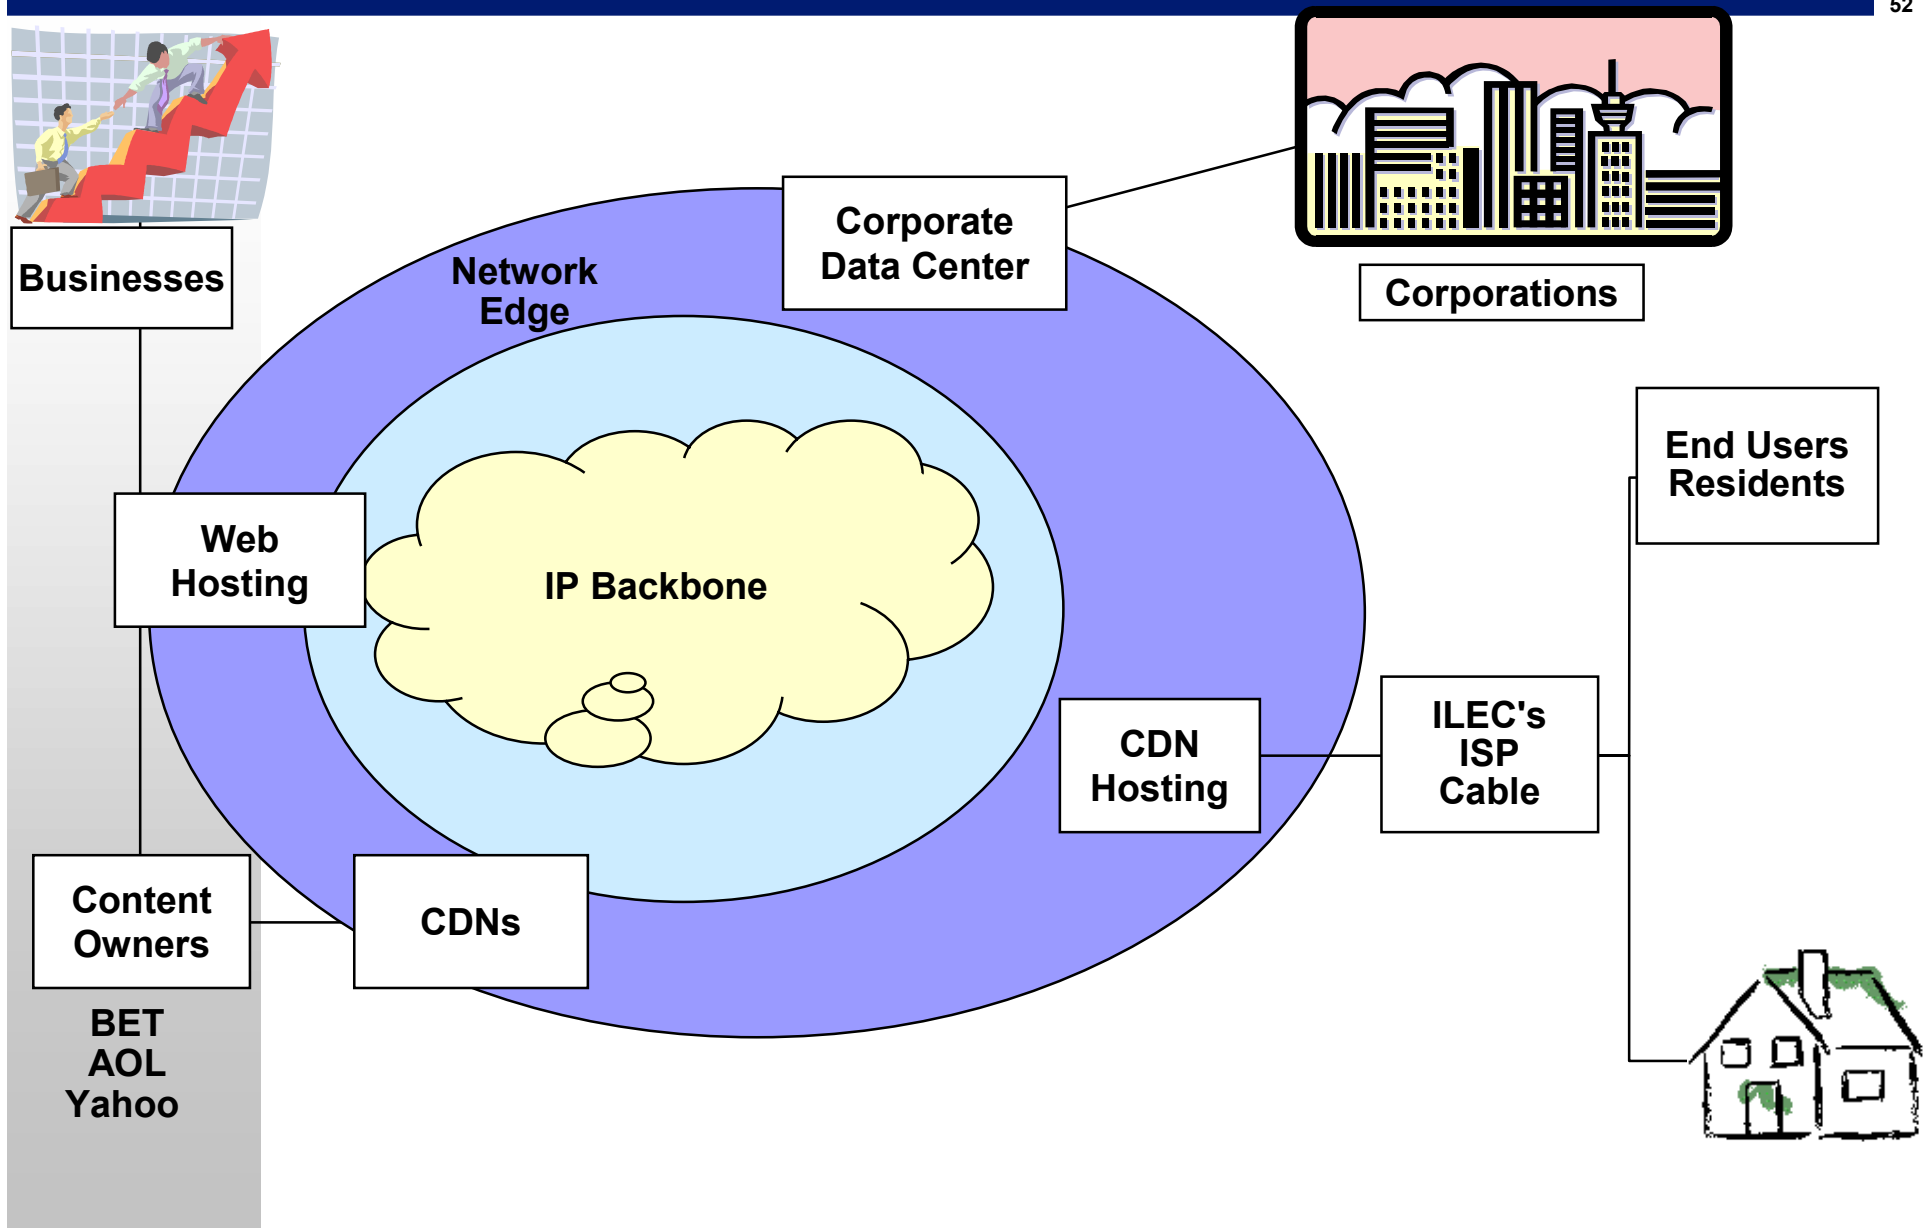 52
Businesses
Network
Edge
Corporate
Data Center
Corporations
End Users
Residents
Web
Hosting
IP Backbone
CDN
Hosting
ILEC's
ISP
Cable
Content
Owners
CDNs
BET
AOL
Yahoo